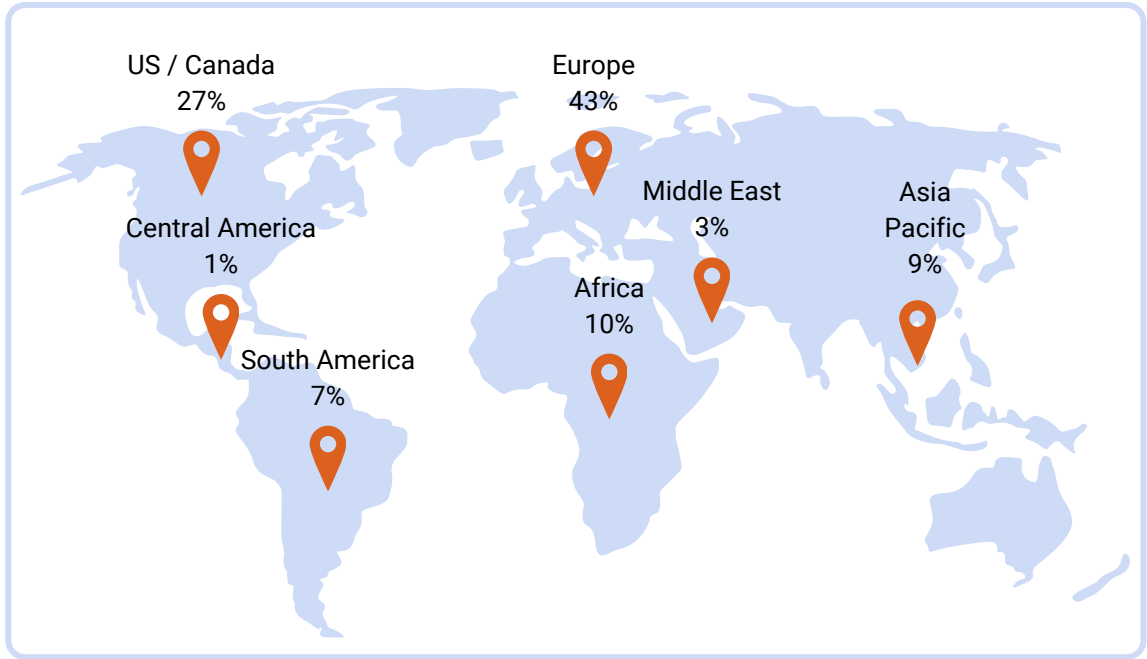 US / Canada
27%
Europe
43%
Middle East
3%
Asia
Pacific
9%
Central America
1%
Africa
10%
South America
7%